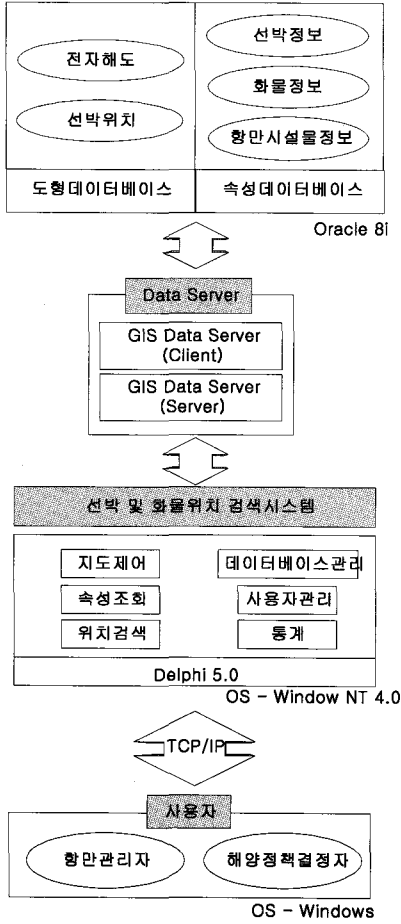 전자해도
선박위치
선박정보
화물정보
항만시설물정보
도형데이터베이스
속성데이터베이스
Oracle 8i
Data Server
GIS Data Server
(Client)
GIS Data Server
(Server)
선박 및 화물위치 검색시스템
지도제어
데이터베이스관리
속성조회
사용자관리
위치검색
통계
Delphi 5.0
OS - Window NT 4.0
TCP/IP
사용자
항만관리자
해양정책결정자
OS - Windows